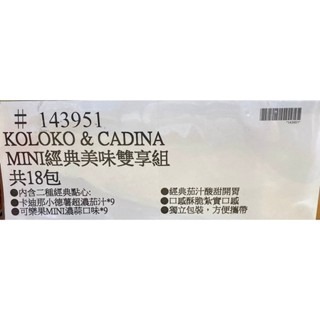 # 143951
KOLOKO & CADINA
MINI經典美味雙享組
共18包
●內含二種經典點心:
●卡迪那小德薯超濃茄汁*9
●可樂果MINI濃蒜口味*9
●經典茄汁酸甜開胃
●口感酥脆紮實口感
●獨立包裝，方便攜帶